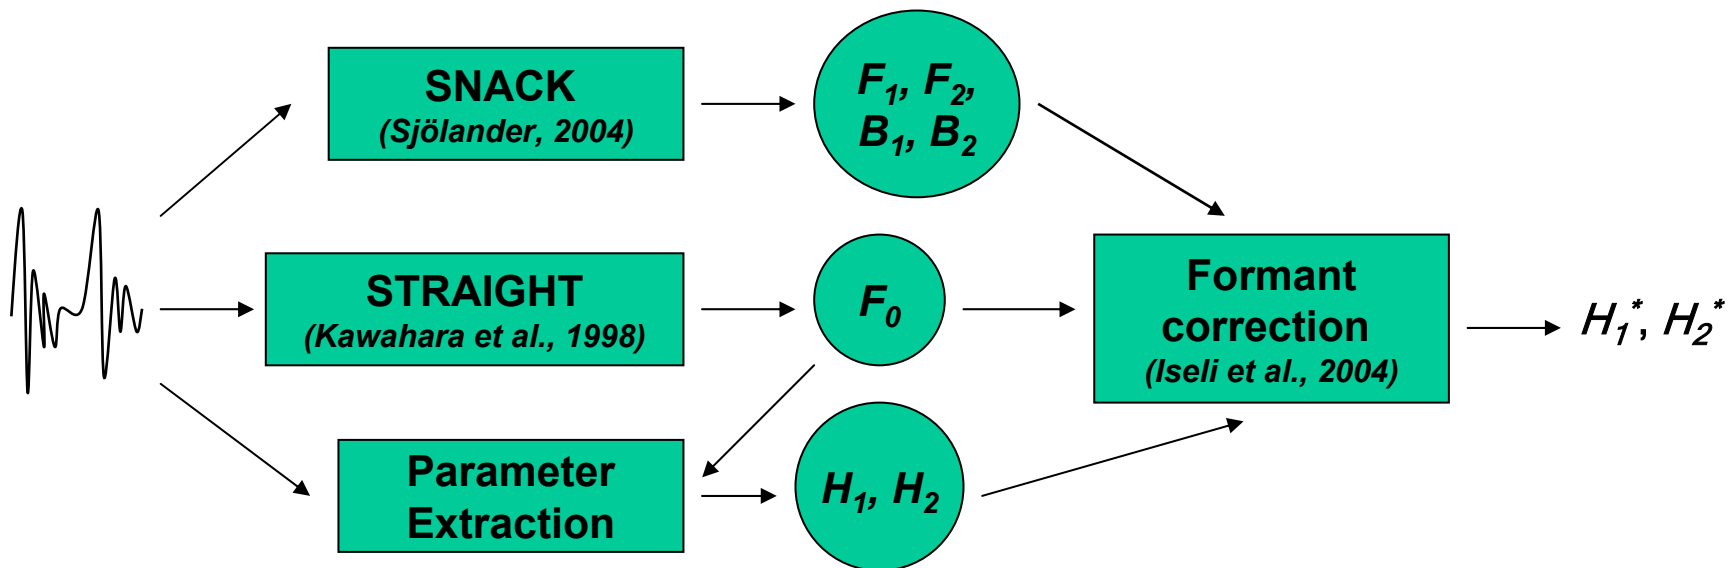 SNACK
(Sjölander, 2004)
F1, F2,
B1, B2
STRAIGHT
(Kawahara et al., 1998)
F0
Parameter
Extraction
H1, H2
Formant
correction
(Iseli et al., 2004)
H1*, H2*